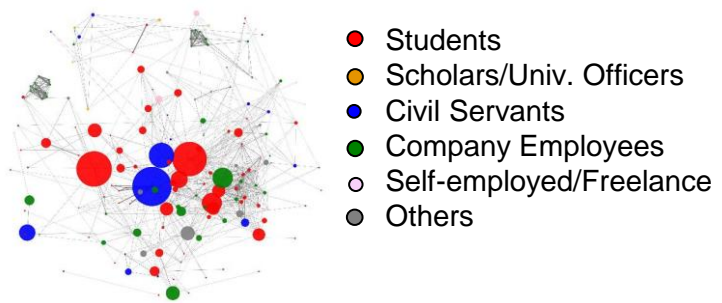 Students
Scholars/Univ. Officers
Civil Servants
Company Employees
Self-employed/Freelance
Others